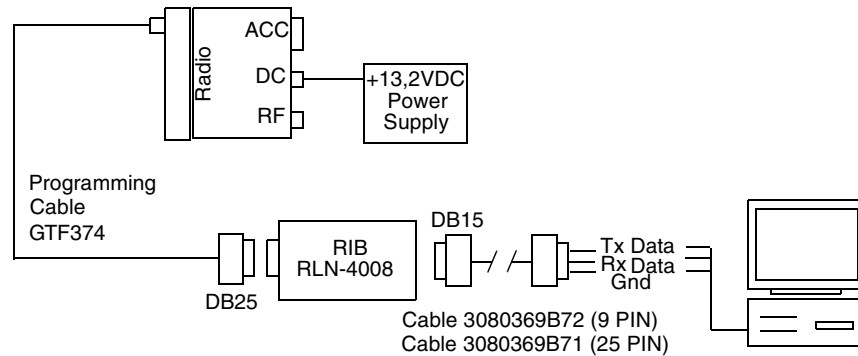 ACC
Radio
DC
RF
+13,2VDC
Power
Supply
Programming
Cable
GTF374
DB25
RIB
RLN-4008
DB15
Tx Data
Rx Data
Gnd
Cable 3080369B72 (9 PIN)
Cable 3080369B71 (25 PIN)